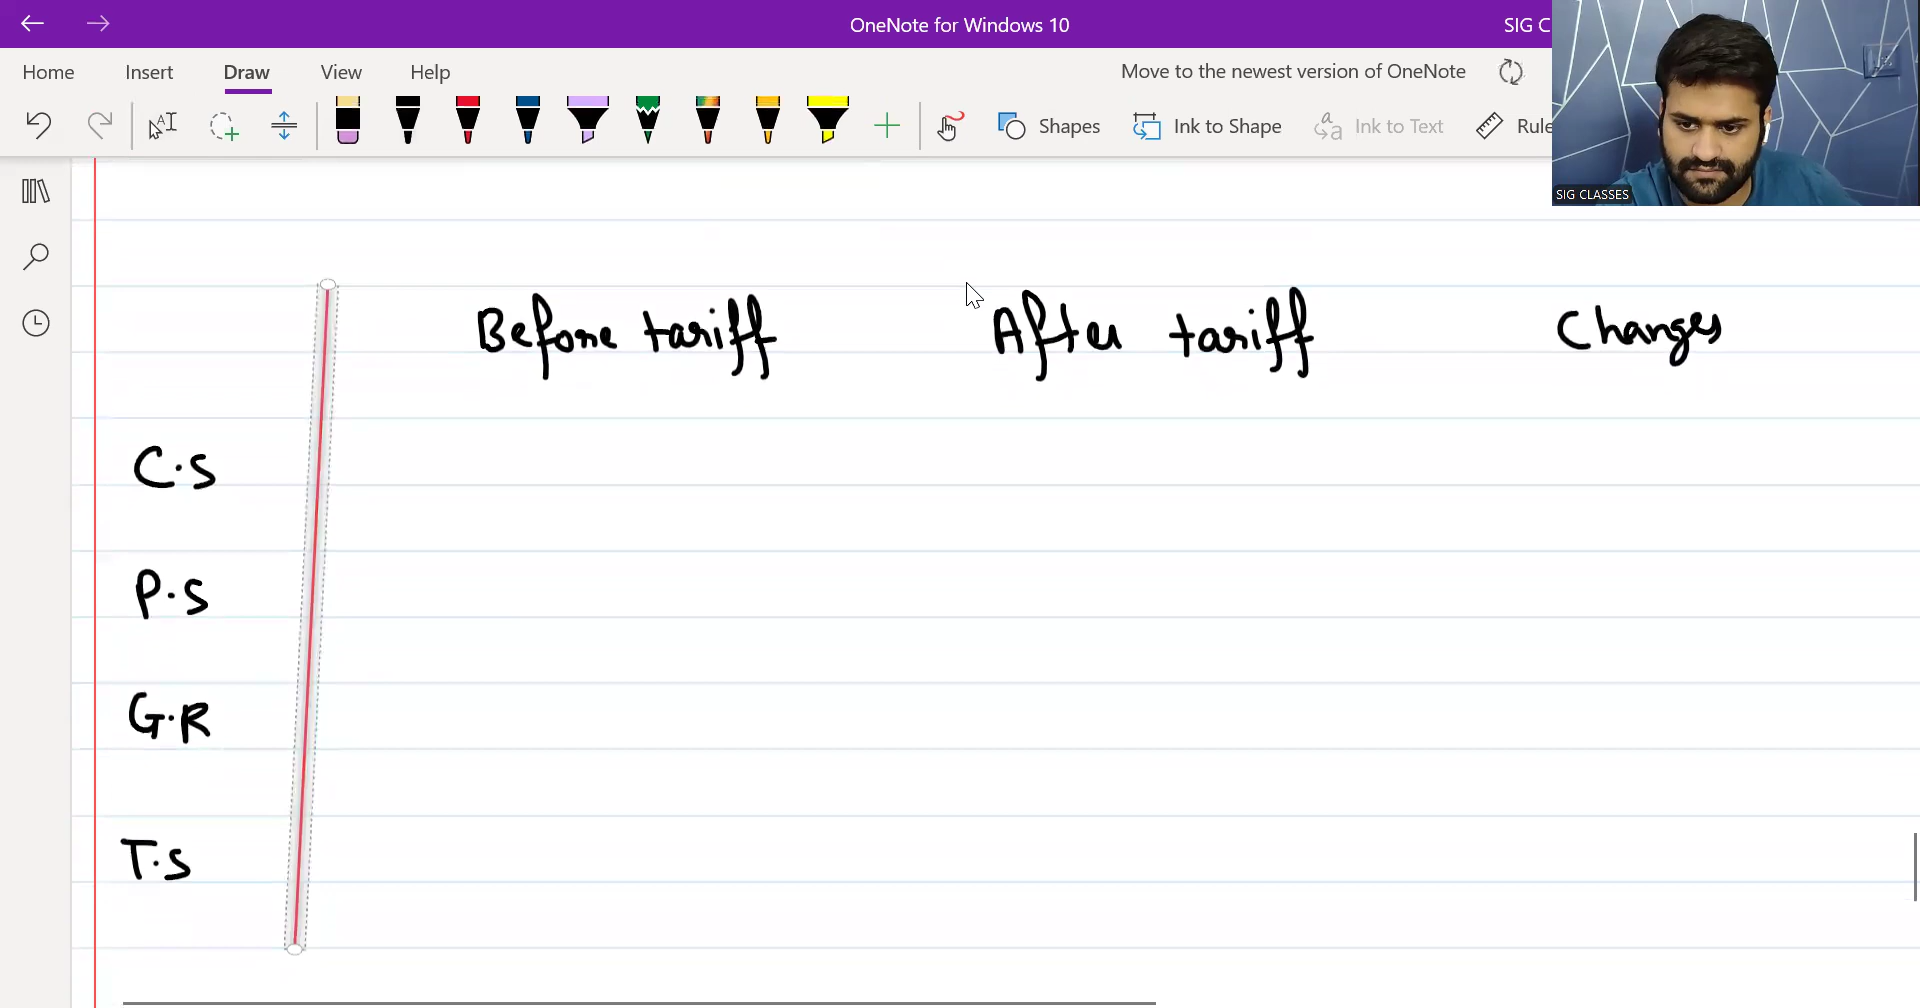 OneNote for Windows 10
SIG C
Home Insert Draw View Help
Move to the newest version of OneNote
Shapes Ink to Shape Ink to Text Rule
SIG CLASSES
Before tariff After tariff Changes
C.S
P.S
G.R
T.S